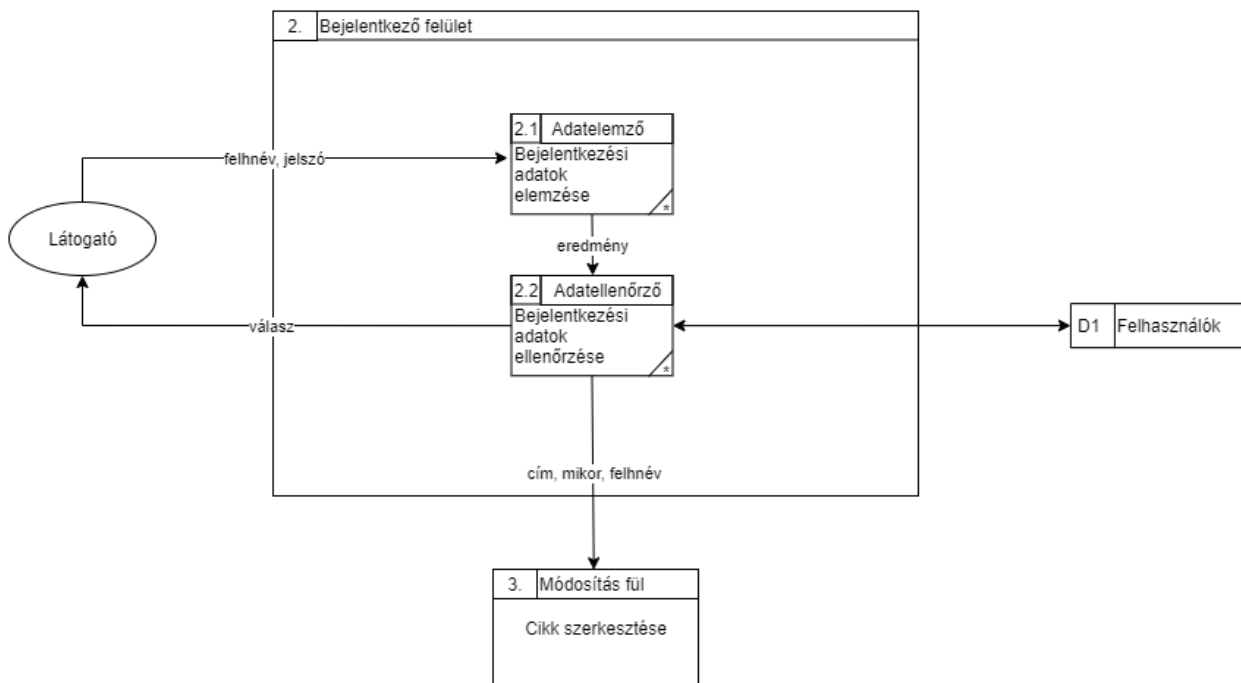 2. Bejelentkező felület
2.1 Adatelemző
Bejelentkezési
adatok
elemzése
*
felhnév, jelszó
Látogató
eredmény
2.2 Adatellenőrző
Bejelentkezési
adatok
ellenőrzése
*
válasz
D1 Felhasználók
cím, mikor, felhnév
3. Módosítás fül
Cikk szerkesztése